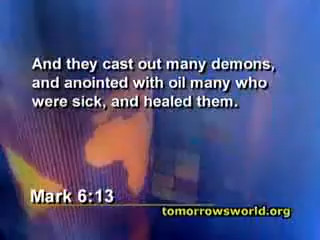 And they cast out many demons,
and anointed with oil many who
were sick, and healed them.
Mark 6:13
tomorrowsworld.org